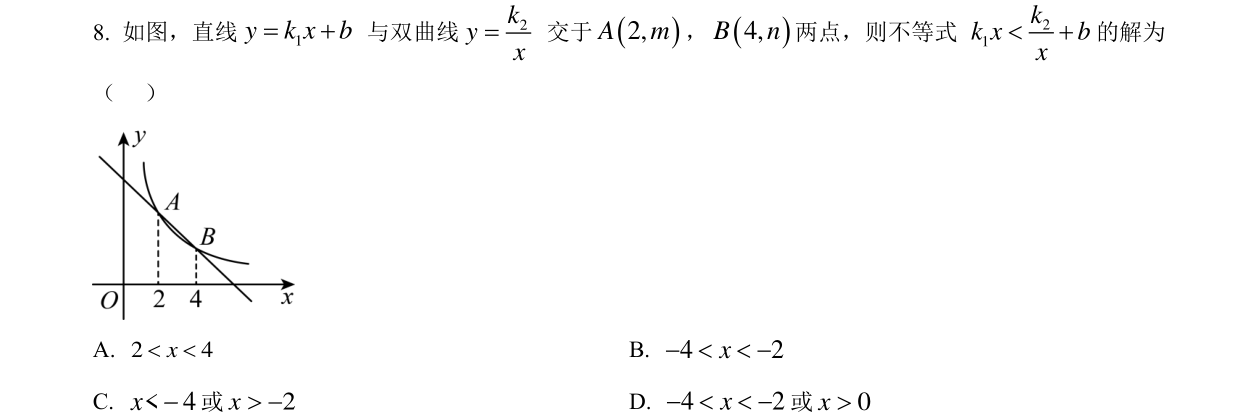 8. 如图，直线 y = k₁x + b 与双曲线 y = k₂/x 交于 A(2, m)，B(4, n) 两点，则不等式 k₁x < k₂/x + b 的解为
（ ）
y
A
B
O 2 4 x
A. 2 < x < 4 B. −4 < x < −2
C. x < −4 或 x > −2 D. −4 < x < −2 或 x > 0